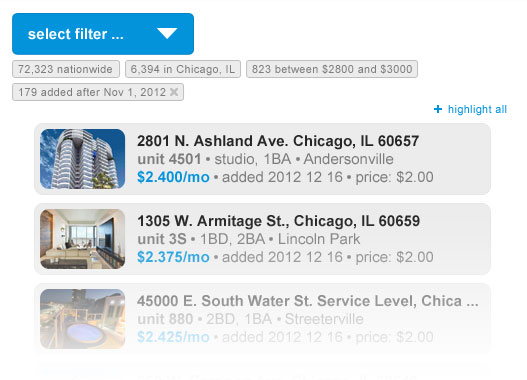 select filter ...
72,323 nationwide
6,394 in Chicago, IL
823 between $2800 and $3000
179 added after Nov 1, 2012
highlight all
2801 N. Ashland Ave. Chicago, IL 60657
unit 4501 • studio, 1BA • Andersonville
$2.400/mo • added 2012 12 16 • price: $2.00
1305 W. Armitage St., Chicago, IL 60659
unit 3S • 1BD, 2BA • Lincoln Park
$2.375/mo • added 2012 12 16 • price: $2.00
45000 E. South Water St. Service Level, Chica ...
unit 880 • 2BD, 1BA • Streeterville
$2.425/mo • added 2012 12 16 • price: $2.00